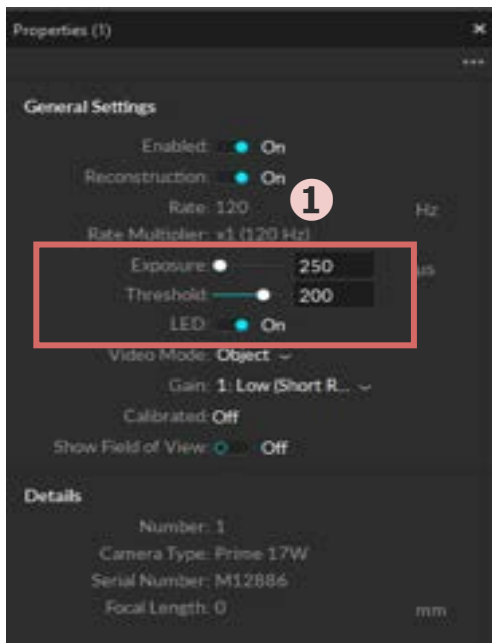 Properties (1)
×
•••
General Settings
Enabled: On
Reconstruction: On
1
Rate: 120 Hz
Rate Multiplier: x1 (120 Hz)
Exposure: 250 us
Threshold: 200
LED: On
Video Mode: Object
Gain: 1: Low (Short R...
Calibrated: Off
Show Field of View: Off
Details
Number: 1
Camera Type: Prime 17W
Serial Number: M12886
Focal Length: 0 mm